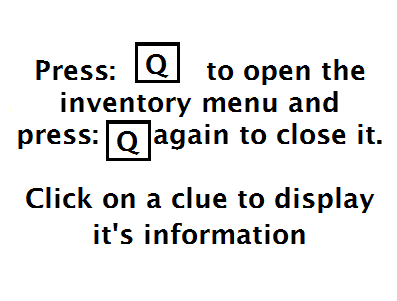 Press: Q to open the
inventory menu and
press: Q again to close it.
Click on a clue to display
it's information